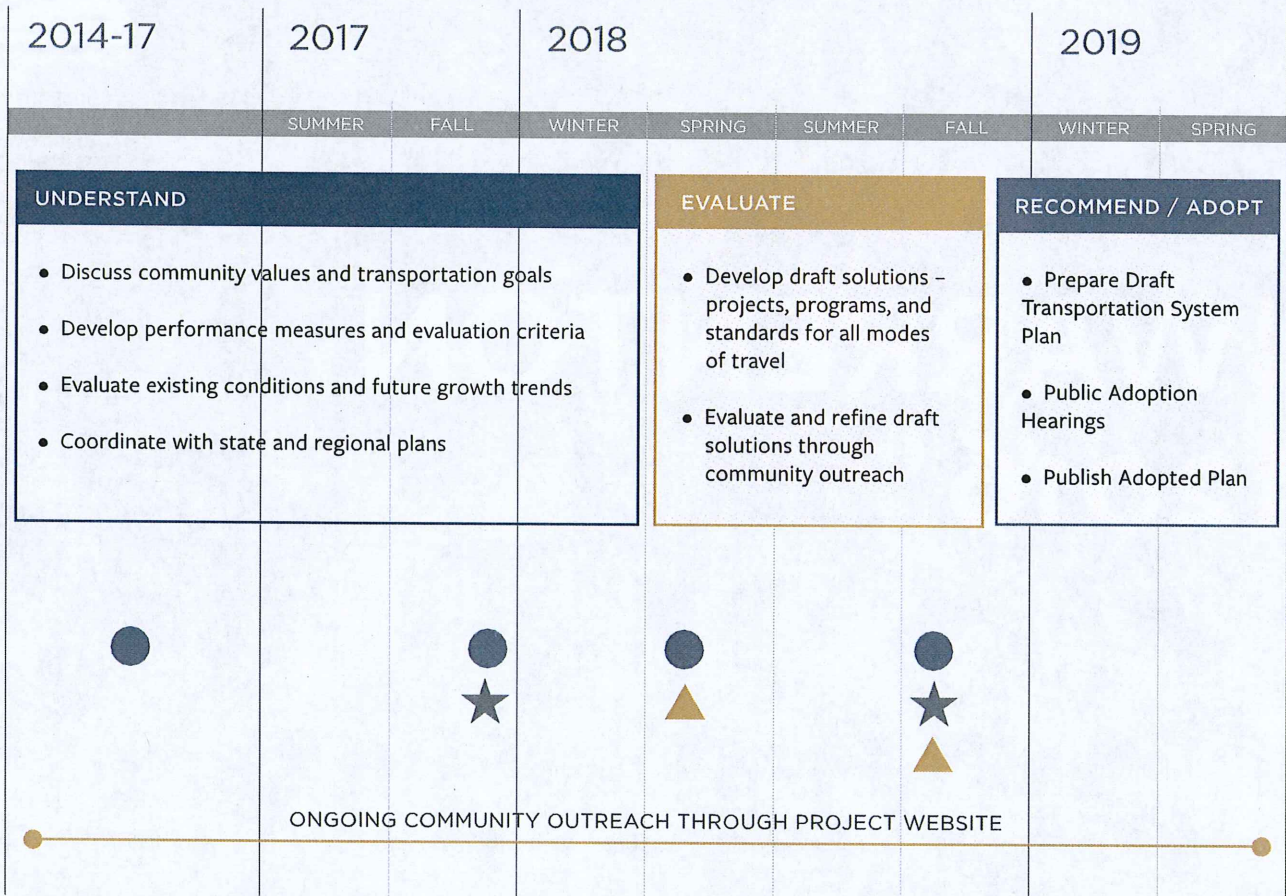 2014-17
2017
2018
2019
SUMMER
FALL
WINTER
SPRING
SUMMER
FALL
WINTER
SPRING
UNDERSTAND
• Discuss community values and transportation goals
• Develop performance measures and evaluation criteria
• Evaluate existing conditions and future growth trends
• Coordinate with state and regional plans
EVALUATE
• Develop draft solutions –
projects, programs, and
standards for all modes
of travel
• Evaluate and refine draft
solutions through
community outreach
RECOMMEND / ADOPT
• Prepare Draft
Transportation System
Plan
• Public Adoption
Hearings
• Publish Adopted Plan
ONGOING COMMUNITY OUTREACH THROUGH PROJECT WEBSITE